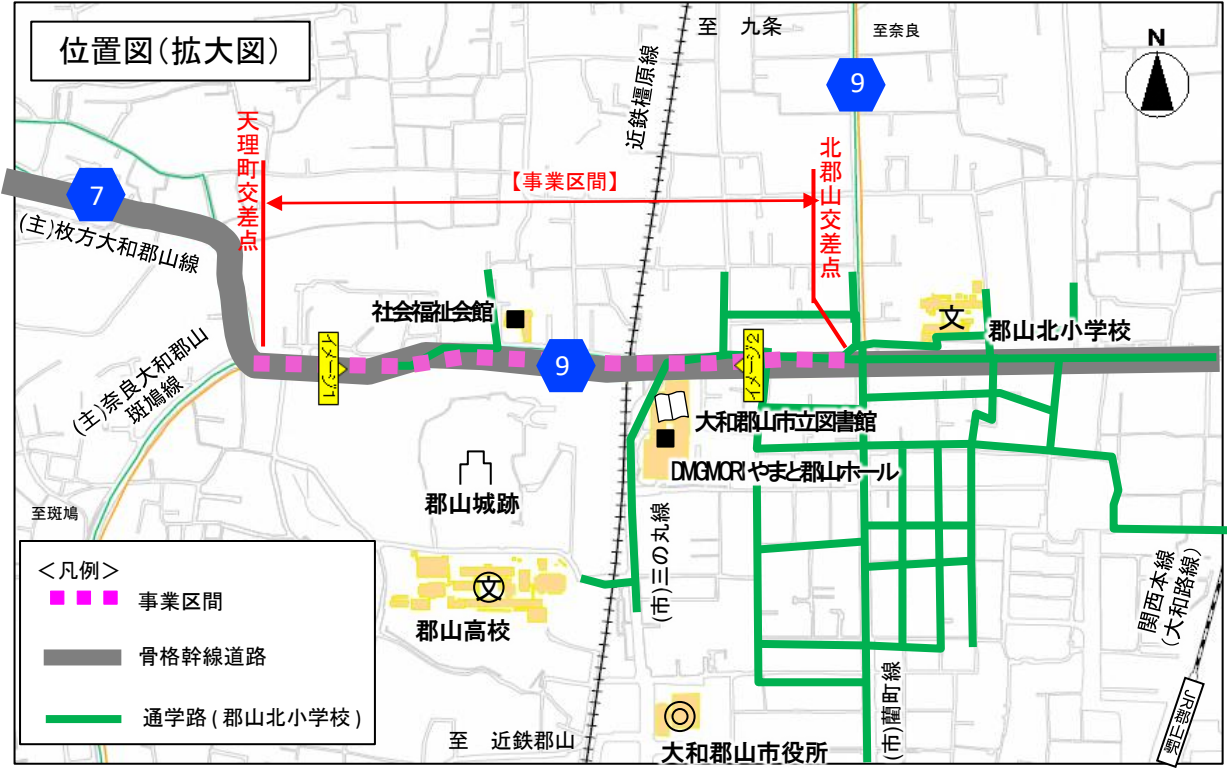 位置図(拡大図)
至 九条
至奈良
N
近鉄橿原線
9
天理町交差点
【事業区間】
北郡山交差点
7
(主)枚方大和郡山線
社会福祉会館
文
郡山北小学校
イメージ1
9
イメージ2
(主)奈良大和郡山
斑鳩線
大和郡山市立図書館
DMGMORIやまと郡山ホール
郡山城跡
至斑鳩
(市)三の丸線
<凡例>
事業区間
骨格幹線道路
通学路(郡山北小学校)
文
郡山高校
関西本線
(大和路線)
(市)藺町線
至 近鉄郡山
大和郡山市役所